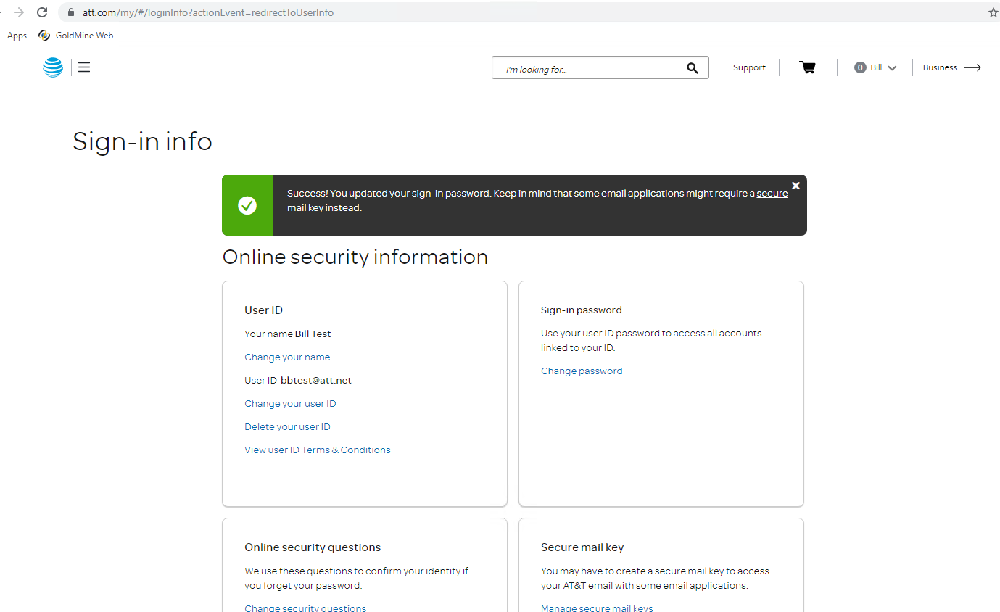 att.com/my/#/loginInfo?actionEvent=redirectToUserInfo
Apps GoldMine Web
I'm looking for...
Support
0 Bill
Business
Sign-in info
Success! You updated your sign-in password. Keep in mind that some email applications might require a secure
mail key instead.
Online security information
User ID
Your name Bill Test
Change your name
User ID bbtest@att.net
Change your user ID
Delete your user ID
View user ID Terms & Conditions
Sign-in password
Use your user ID password to access all accounts
linked to your ID.
Change password
Online security questions
We use these questions to confirm your identity if
you forget your password.
Change security questions
Secure mail key
You may have to create a secure mail key to access
your AT&T email with some email applications.
Manage secure mail keys